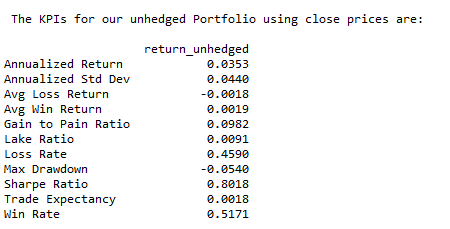 The KPIs for our unhedged Portfolio using close prices are:
return_unhedged
Annualized Return 0.0353
Annualized Std Dev 0.0440
Avg Loss Return -0.0018
Avg Win Return 0.0019
Gain to Pain Ratio 0.0982
Lake Ratio 0.0091
Loss Rate 0.4590
Max Drawdown -0.0540
Sharpe Ratio 0.8018
Trade Expectancy 0.0018
Win Rate 0.5171